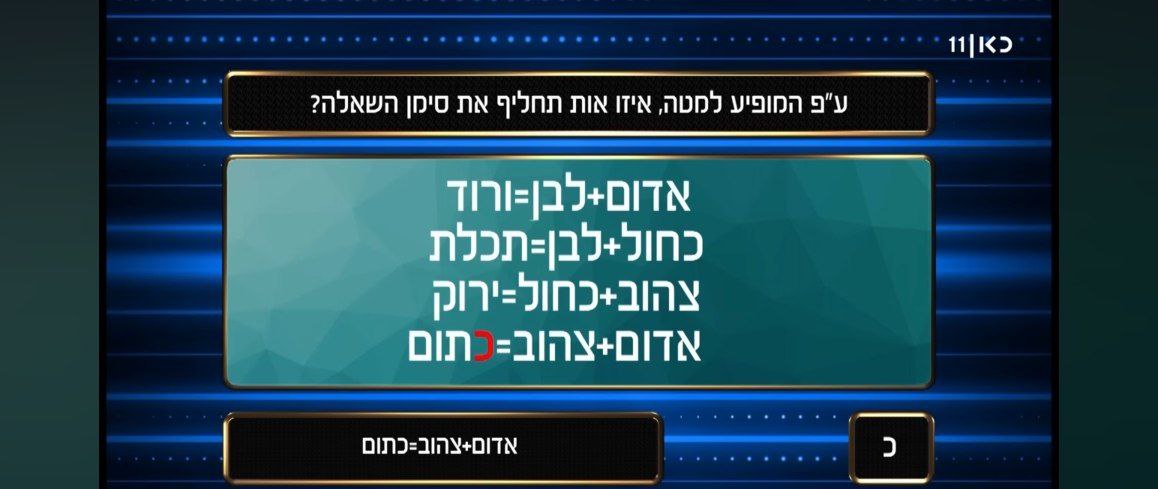 כאן|11
ע"פ המופיע למטה, איזו אות תחליף את סימן השאלה?
אדום+לבן=ורוד
כחול+לבן=תכלת
צהוב+כחול=ירוק
אדום+צהוב=כתום
כ
אדום+צהוב=כתום